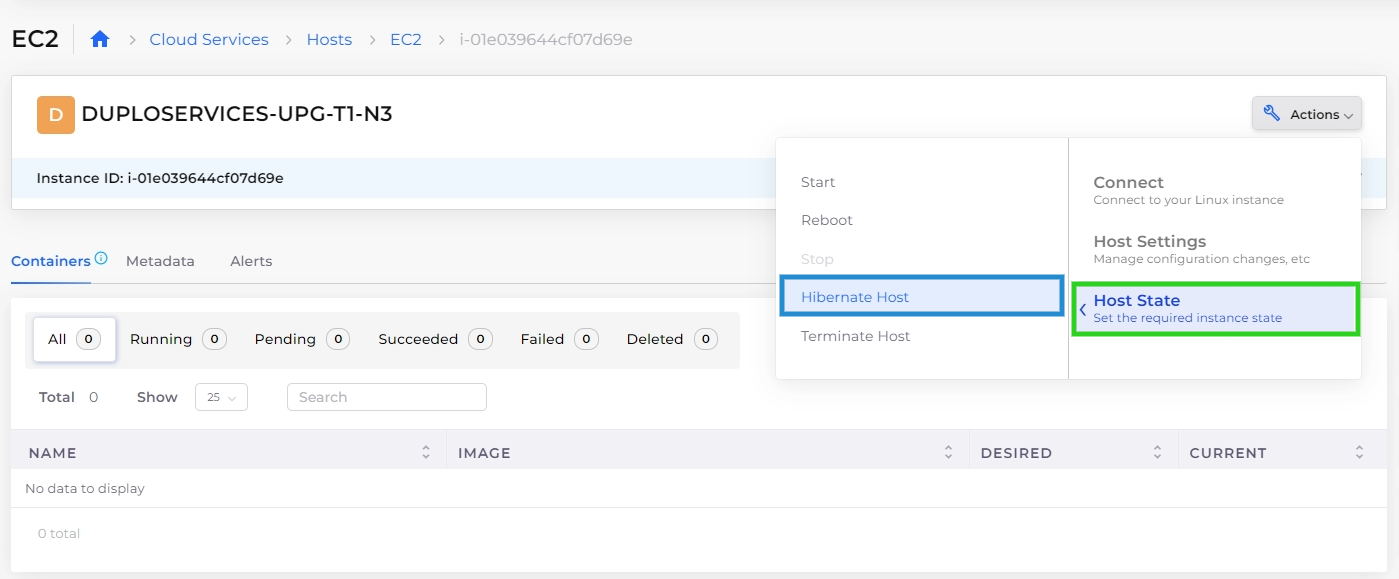 EC2 > Cloud Services > Hosts > EC2 > i-01e039644cf07d69e
D DUPLOSERVICES-UPG-T1-N3
Actions
Instance ID: i-01e039644cf07d69e
Start
Reboot
Stop
Hibernate Host
Terminate Host
Connect
Connect to your Linux instance
Host Settings
Manage configuration changes, etc
Host State
Set the required instance state
Containers Metadata Alerts
All 0 Running 0 Pending 0 Succeeded 0 Failed 0 Deleted 0
Total 0 Show 25 Search
NAME IMAGE DESIRED CURRENT
No data to display
0 total